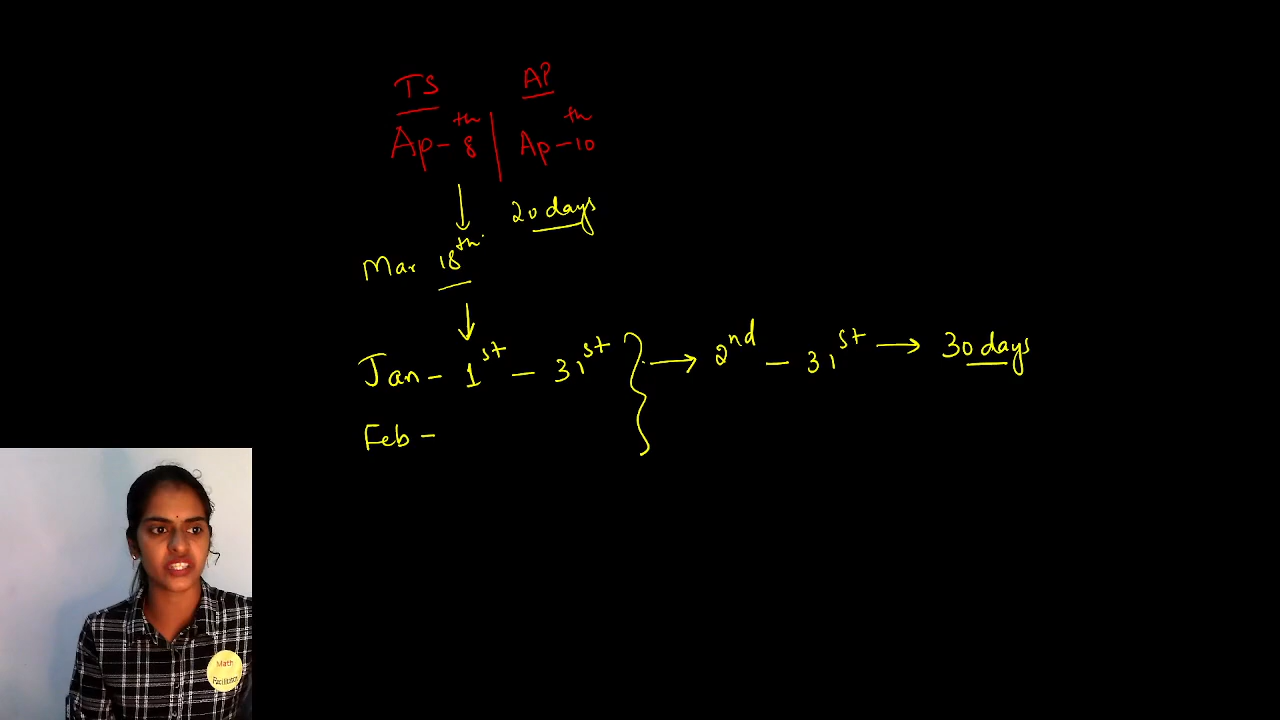 TS AP
Ap-8th | Ap-10th
20 days
Mar 18th
Jan - 1st - 31st } → 2nd - 31st → 30 days
Feb -
Math
Facilitator